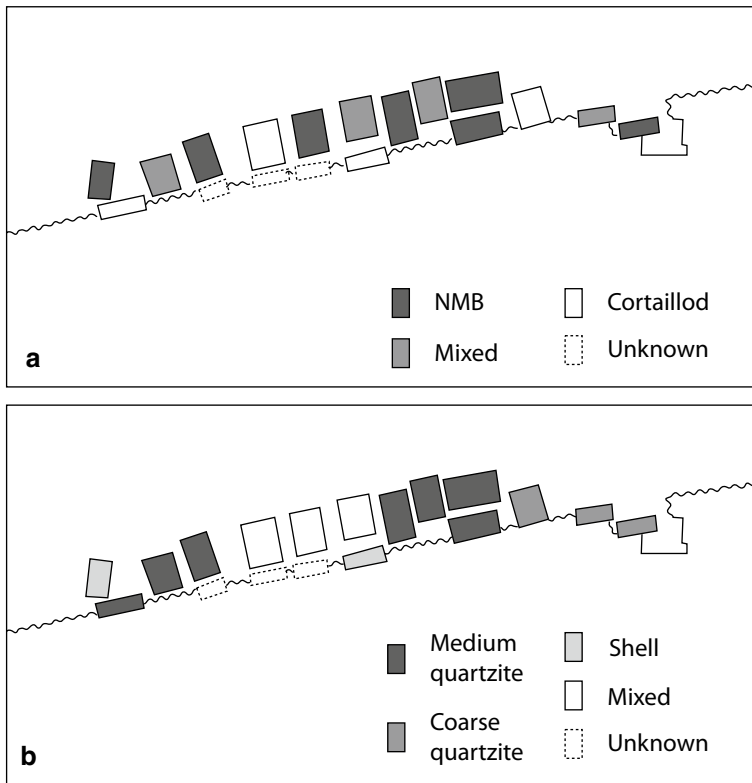 NMB
Cortaillod
Mixed
Unknown
a
Medium
quartzite
Shell
Mixed
Coarse
quartzite
Unknown
b